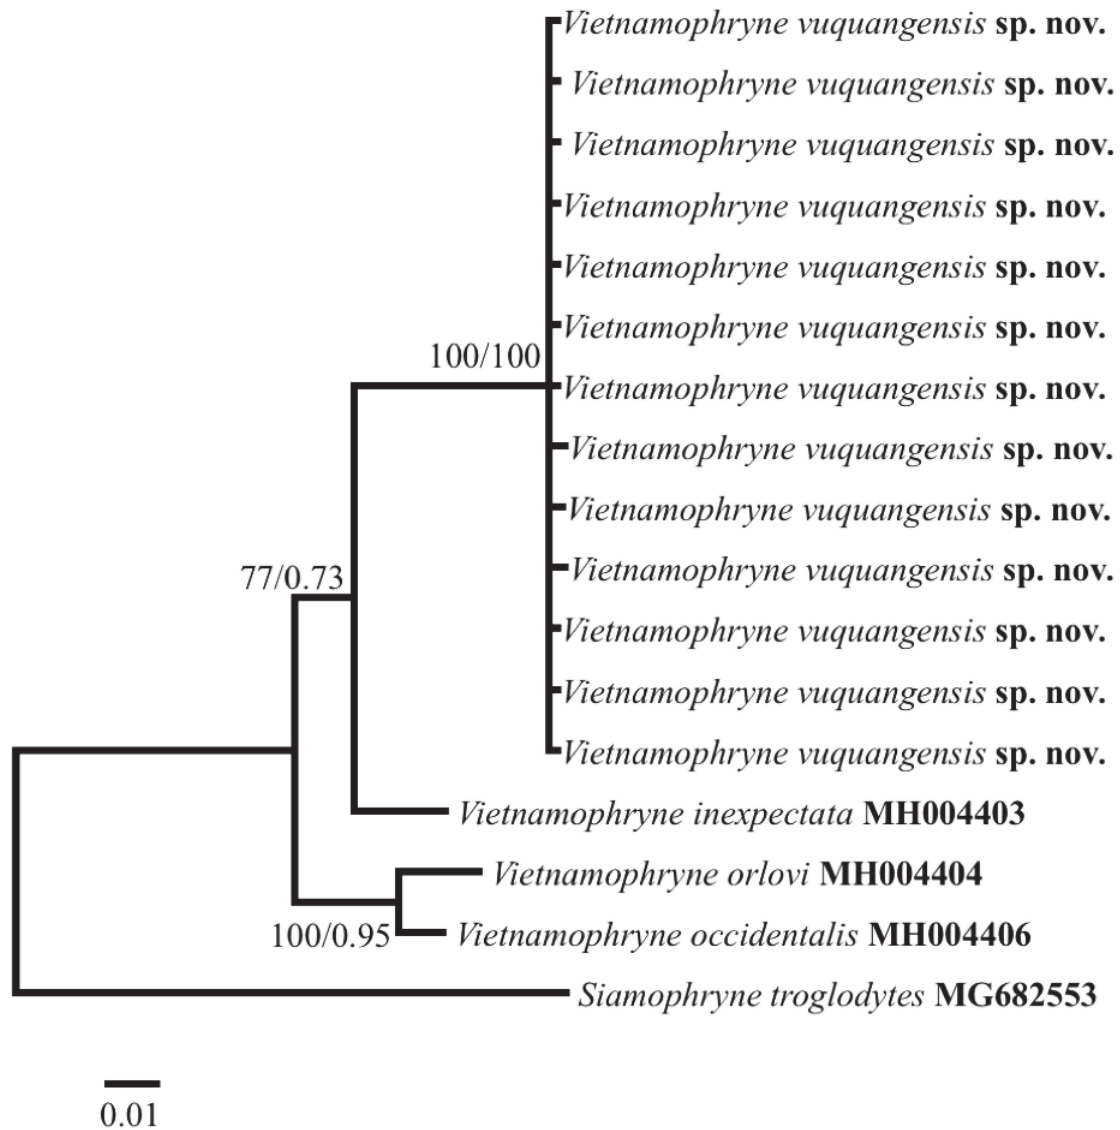 Vietnamophryne vuquangensis sp. nov.
Vietnamophryne vuquangensis sp. nov.
Vietnamophryne vuquangensis sp. nov.
Vietnamophryne vuquangensis sp. nov.
Vietnamophryne vuquangensis sp. nov.
Vietnamophryne vuquangensis sp. nov.
100/100
Vietnamophryne vuquangensis sp. nov.
Vietnamophryne vuquangensis sp. nov.
Vietnamophryne vuquangensis sp. nov.
Vietnamophryne vuquangensis sp. nov.
77/0.73
Vietnamophryne vuquangensis sp. nov.
Vietnamophryne vuquangensis sp. nov.
Vietnamophryne vuquangensis sp. nov.
Vietnamophryne inexpectata MH004403
Vietnamophryne orlovi MH004404
100/0.95
Vietnamophryne occidentalis MH004406
Siamophryne troglodytes MG682553
0.01